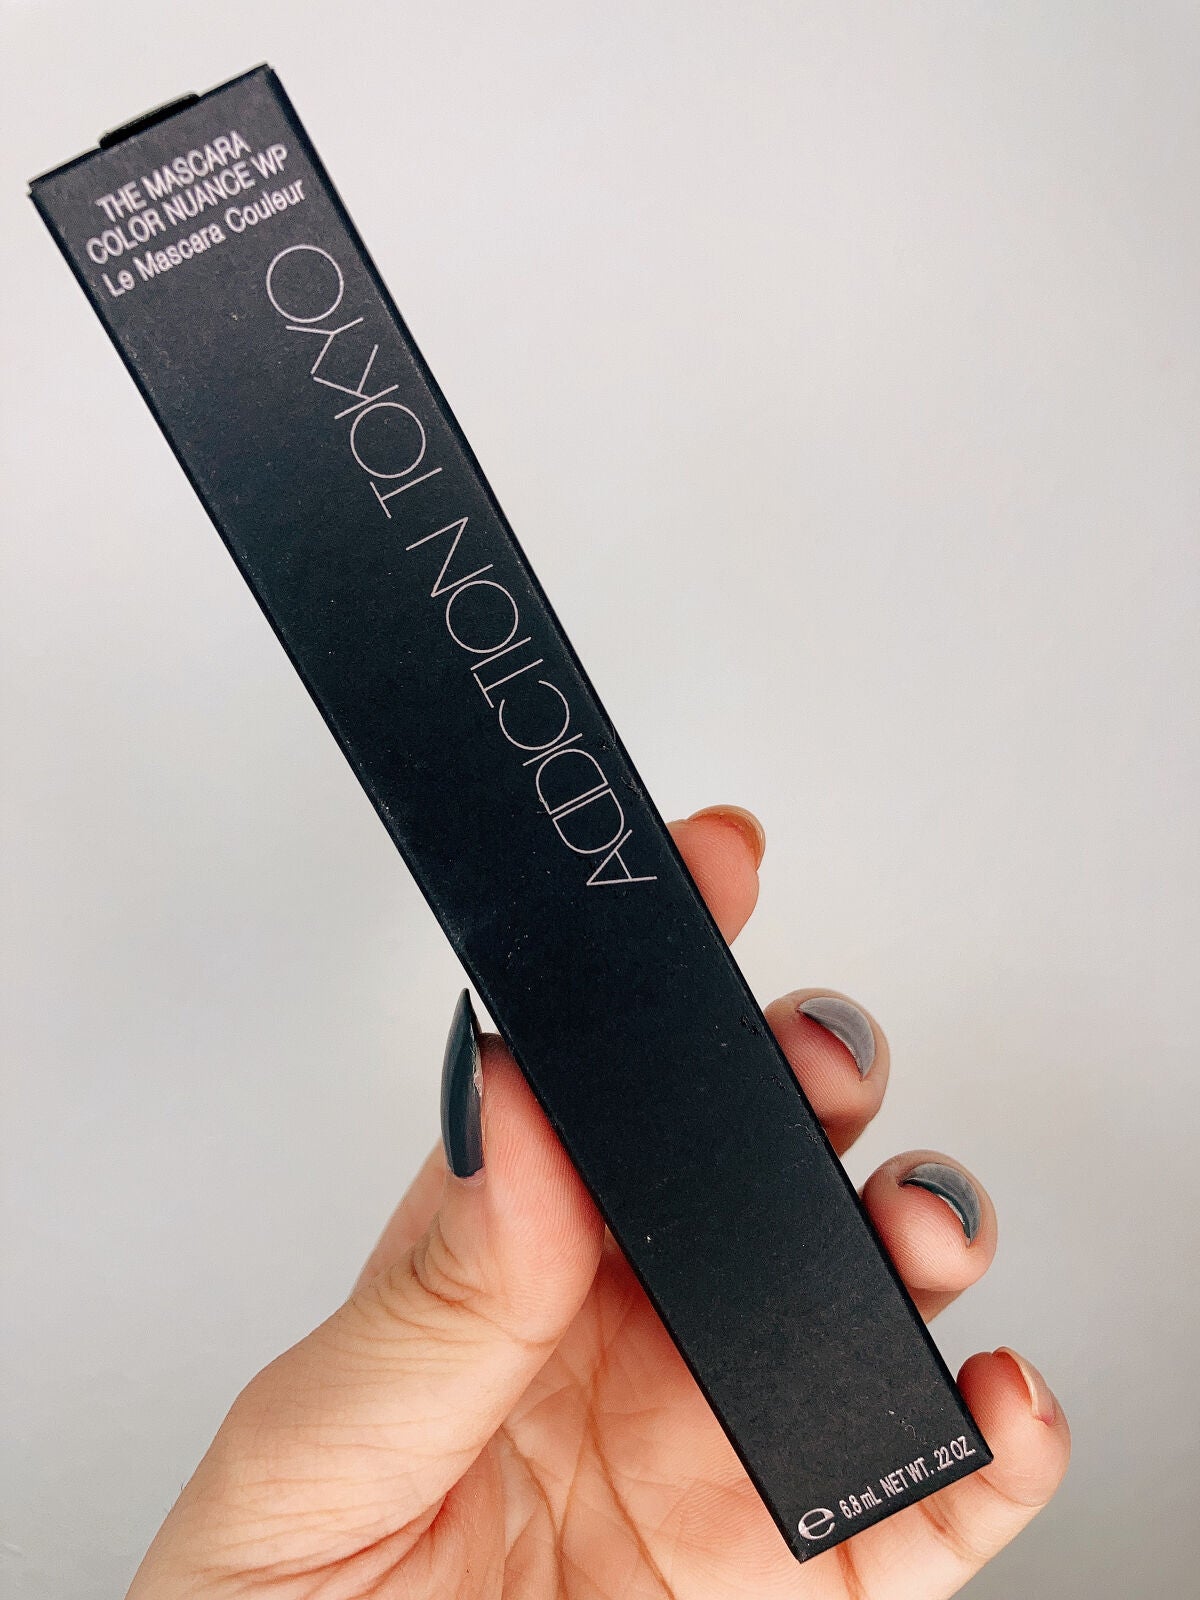 THE MASCARA
COLOR NUANCE WP
Le Mascara Couleur
ADDICTION TOKYO
e 6.8 mL NET WT. .22 OZ.